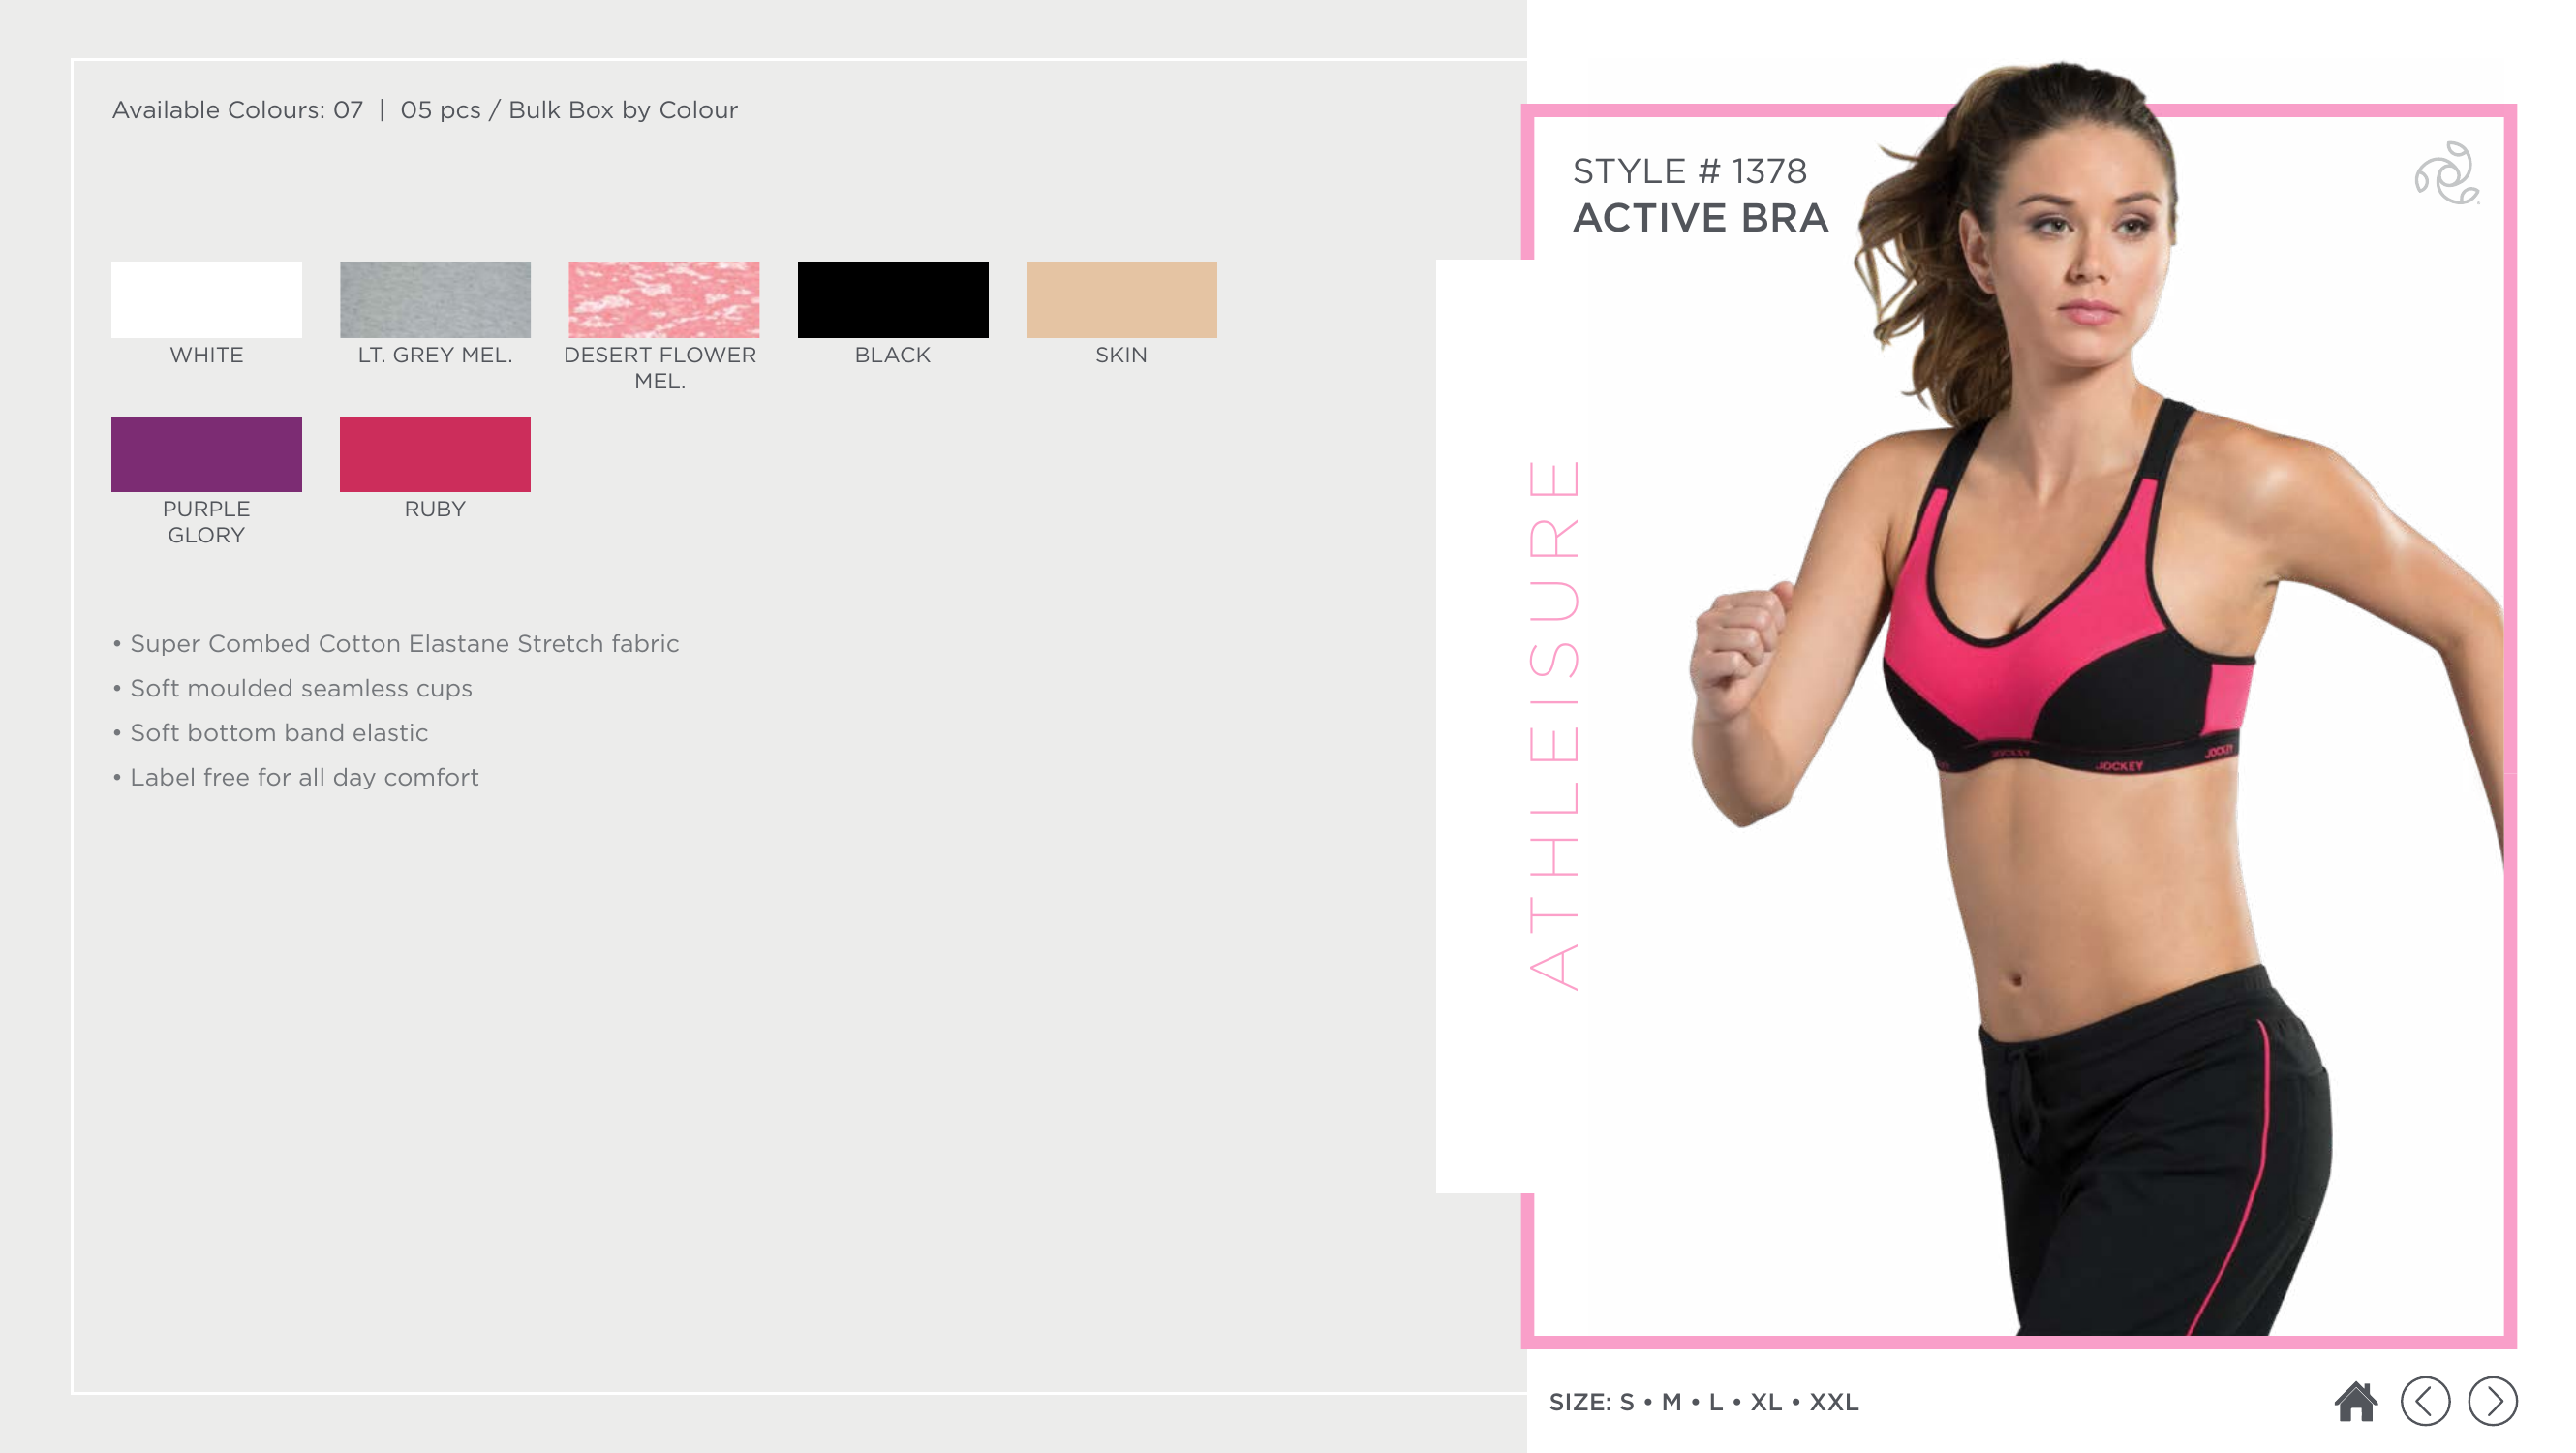 Available Colours: 07 | 05 pcs / Bulk Box by Colour
WHITE
LT. GREY MEL.
DESERT FLOWER
MEL.
BLACK
SKIN
PURPLE
GLORY
RUBY
• Super Combed Cotton Elastane Stretch fabric
• Soft moulded seamless cups
• Soft bottom band elastic
• Label free for all day comfort
STYLE # 1378
ACTIVE BRA
ATHLEISURE
JOCKEY
JOCKEY
JOCKEY
SIZE: S • M • L • XL • XXL